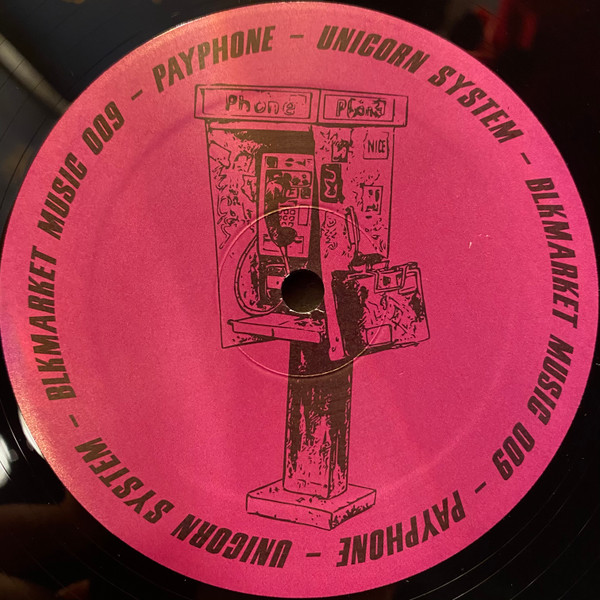 BLKMARKET MUSIC 009 – PAYPHONE – UNICORN SYSTEM – BLKMARKET MUSIC 009 – PAYPHONE – UNICORN SYSTEM –
Phone
Phone
NICE